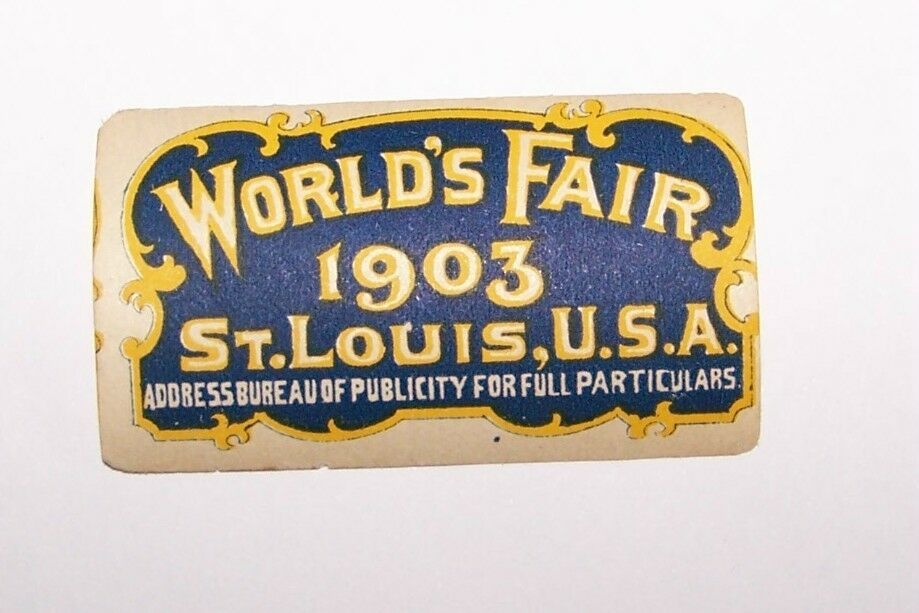 WORLD'S FAIR,
1903
ST. LOUIS, U.S.A.
ADDRESS BUREAU OF PUBLICITY FOR FULL PARTICULARS.